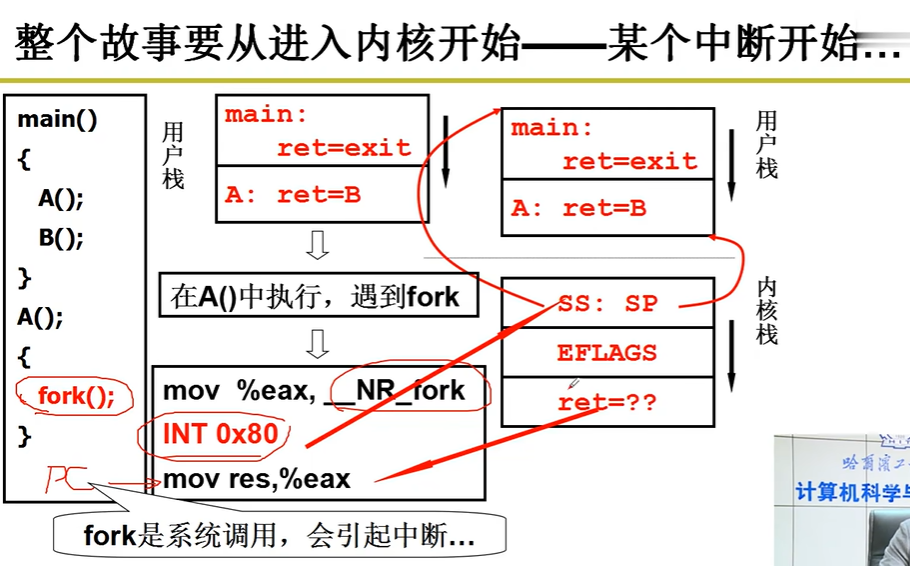 整个故事要从进入内核开始——某个中断开始…
main()
{
A();
B();
}
A();
{
fork();
}
PC
用户栈
main:
ret=exit
A: ret=B
在A()中执行，遇到fork
mov %eax, __NR_fork
INT 0x80
mov res,%eax
fork是系统调用，会引起中断…
main:
ret=exit
A: ret=B
用户栈
SS: SP
EFLAGS
ret=??
内核栈
哈尔滨工
计算机科学与